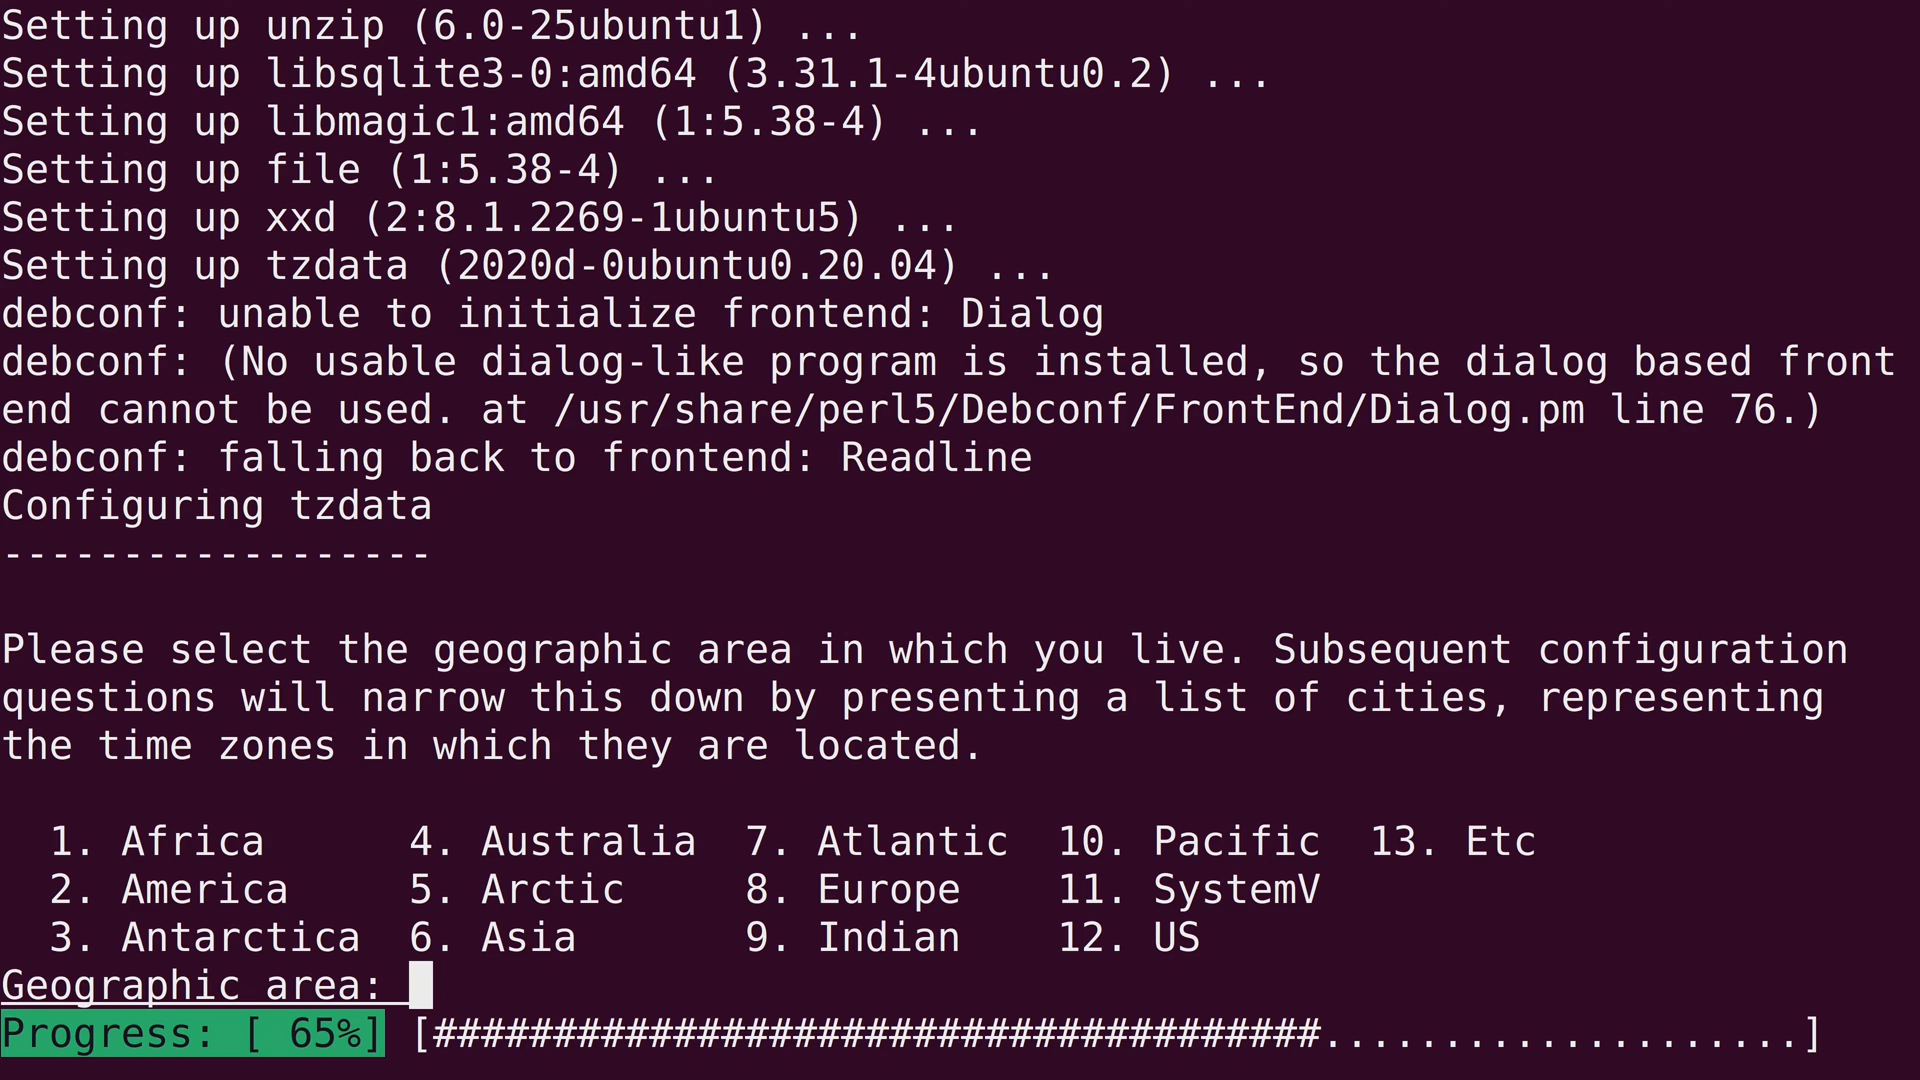 Setting up unzip (6.0-25ubuntu1) ...
Setting up libsqlite3-0:amd64 (3.31.1-4ubuntu0.2) ...
Setting up libmagic1:amd64 (1:5.38-4) ...
Setting up file (1:5.38-4) ...
Setting up xxd (2:8.1.2269-1ubuntu5) ...
Setting up tzdata (2020d-0ubuntu0.20.04) ...
debconf: unable to initialize frontend: Dialog
debconf: (No usable dialog-like program is installed, so the dialog based front
end cannot be used. at /usr/share/perl5/Debconf/FrontEnd/Dialog.pm line 76.)
debconf: falling back to frontend: Readline
Configuring tzdata
------------------
Please select the geographic area in which you live. Subsequent configuration
questions will narrow this down by presenting a list of cities, representing
the time zones in which they are located.
  1. Africa      4. Australia  7. Atlantic  10. Pacific  13. Etc
  2. America     5. Arctic     8. Europe    11. SystemV
  3. Antarctica  6. Asia       9. Indian    12. US
Geographic area:
Progress: [ 65%] [#####################################....................]